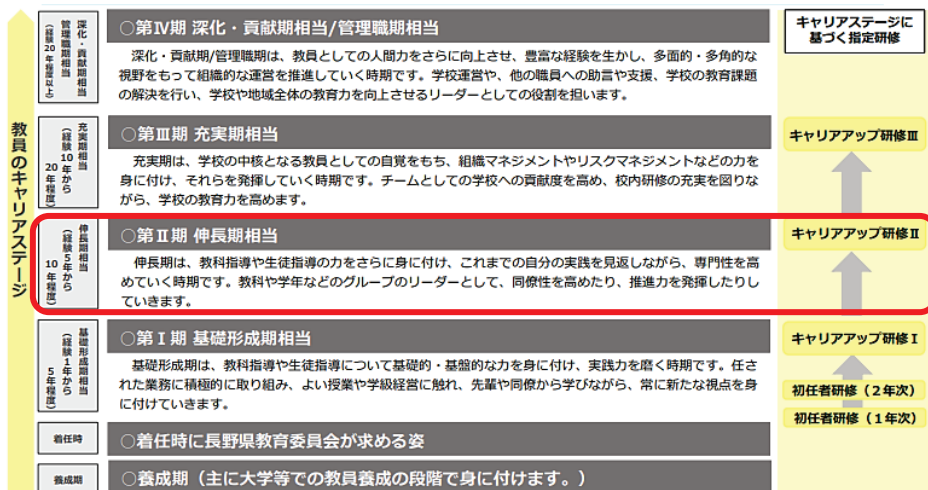 教員のキャリアステージ
深化・貢献期相当
管理職期相当
（経験20年程度以上）
○第Ⅳ期 深化・貢献期相当/管理職期相当
深化・貢献期/管理職期は、教員としての人間力をさらに向上させ、豊富な経験を生かし、多面的・多角的な
視野をもって組織的な運営を推進していく時期です。学校運営や、他の職員への助言や支援、学校の教育課題
の解決を行い、学校や地域全体の教育力を向上させるリーダーとしての役割を担います。
キャリアステージに
基づく指定研修
充実期相当
（経験10年から
20年程度）
○第Ⅲ期 充実期相当
充実期は、学校の中核となる教員としての自覚をもち、組織マネジメントやリスクマネジメントなどの力を
身に付け、それらを発揮していく時期です。チームとしての学校への貢献度を高め、校内研修の充実を図りな
がら、学校の教育力を高めます。
キャリアアップ研修Ⅲ
伸長期相当
（経験5年から
10年程度）
○第Ⅱ期 伸長期相当
伸長期は、教科指導や生徒指導の力をさらに身に付け、これまでの自分の実践を見返しながら、専門性を高
めていく時期です。教科や学年などのグループのリーダーとして、同僚性を高めたり、推進力を発揮したりし
ていきます。
キャリアアップ研修Ⅱ
基礎形成期相当
（経験1年から
5年程度）
○第Ⅰ期 基礎形成期相当
基礎形成期は、教科指導や生徒指導について基礎的・基盤的な力を身に付け、実践力を磨く時期です。任さ
れた業務に積極的に取り組み、よい授業や学級経営に触れ、先輩や同僚から学びながら、常に新たな視点を身
に付けていきます。
キャリアアップ研修Ⅰ
初任者研修（２年次）
初任者研修（１年次）
着任時
○着任時に長野県教育委員会が求める姿
養成期
○養成期（主に大学等での教員養成の段階で身に付けます。）